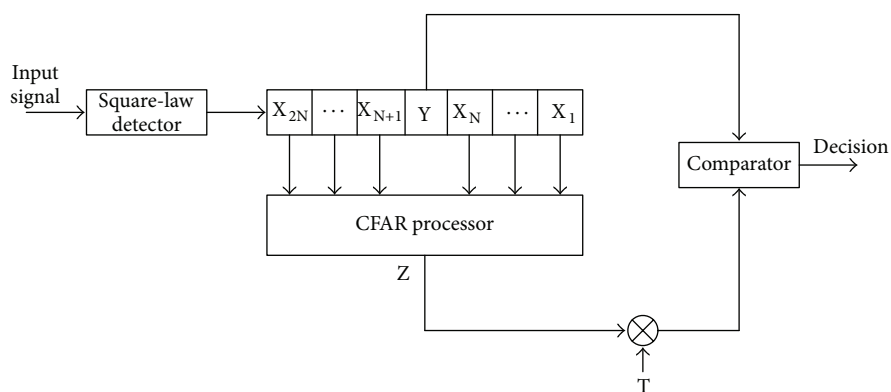 Input
signal
Square-law
detector
X2N ··· XN+1 Y XN ··· X1
Comparator
Decision
CFAR processor
Z
T